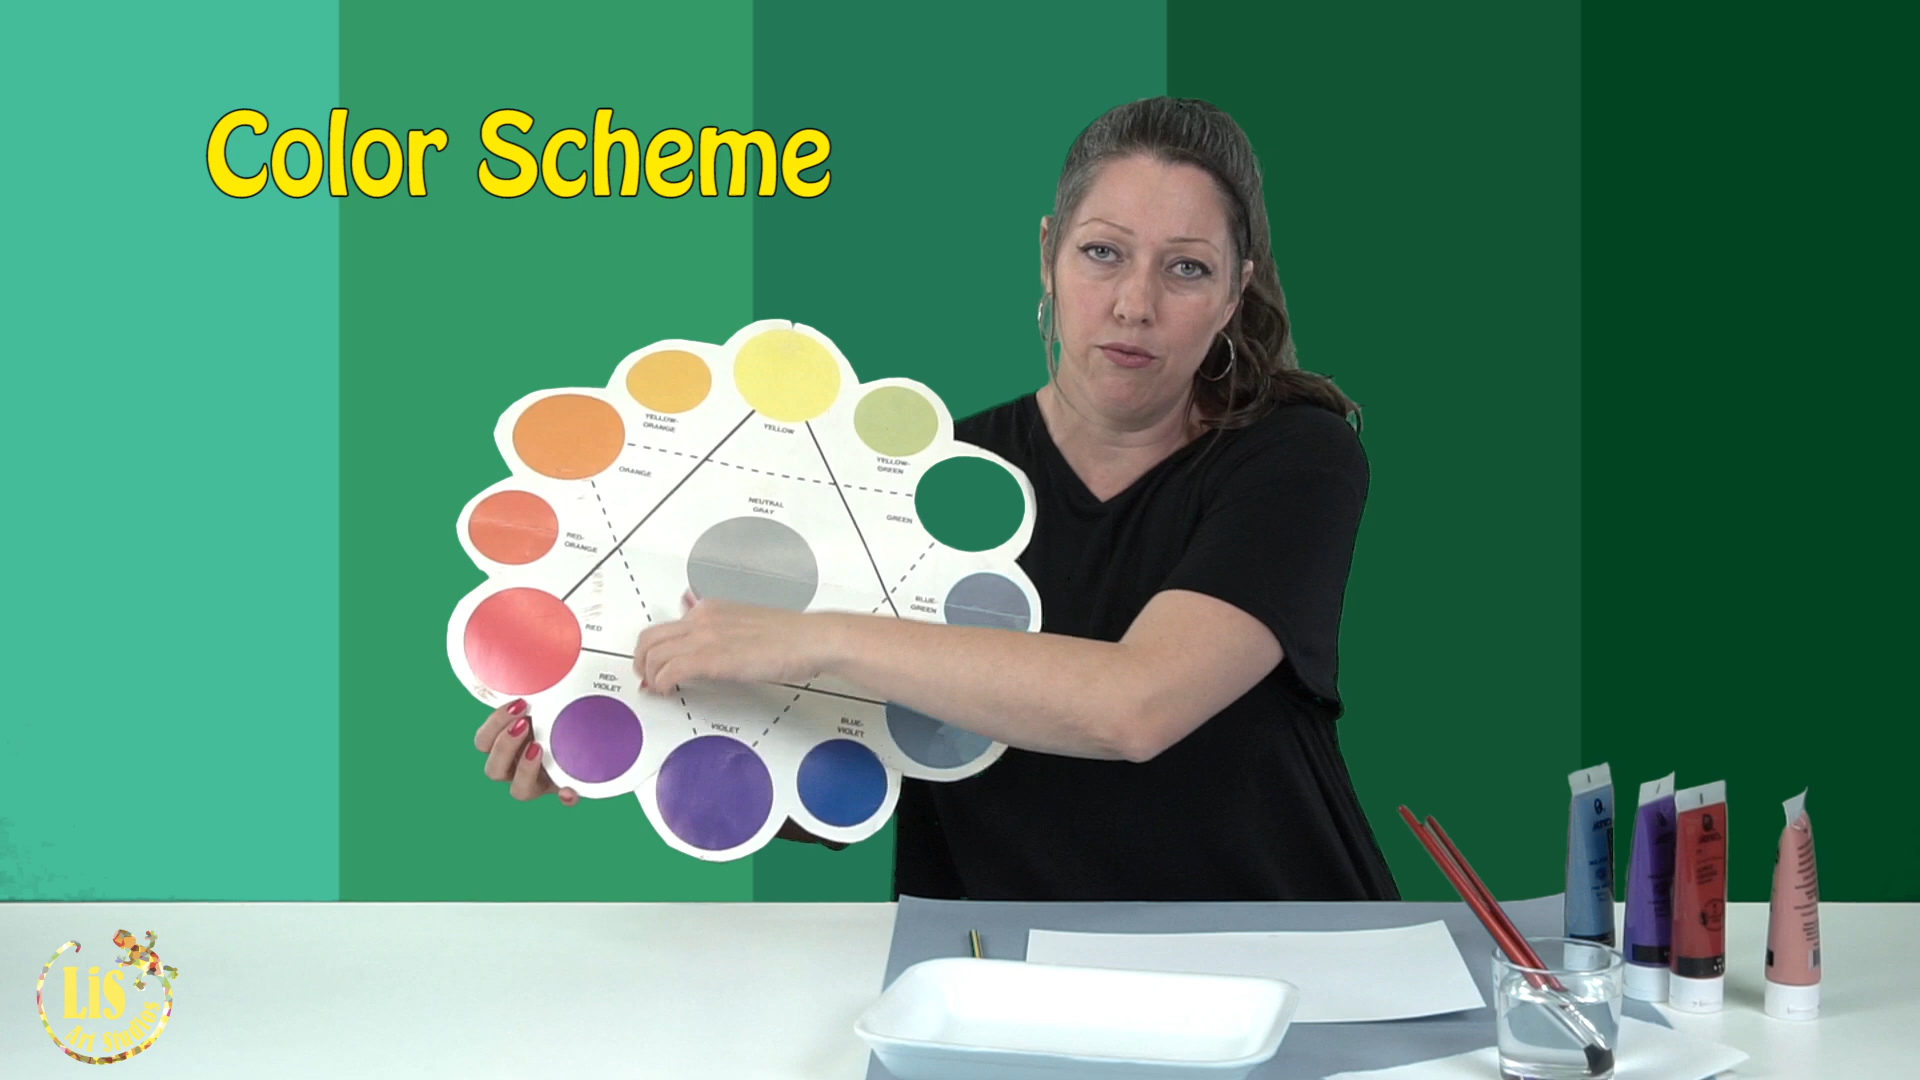 Color Scheme
YELLOW-
ORANGE
YELLOW
YELLOW-
GREEN
ORANGE
NEUTRAL
GRAY
GREEN
RED-
ORANGE
BLUE-
GREEN
RED
RED-
VIOLET
VIOLET
BLUE-
VIOLET
LiS
Art Studios